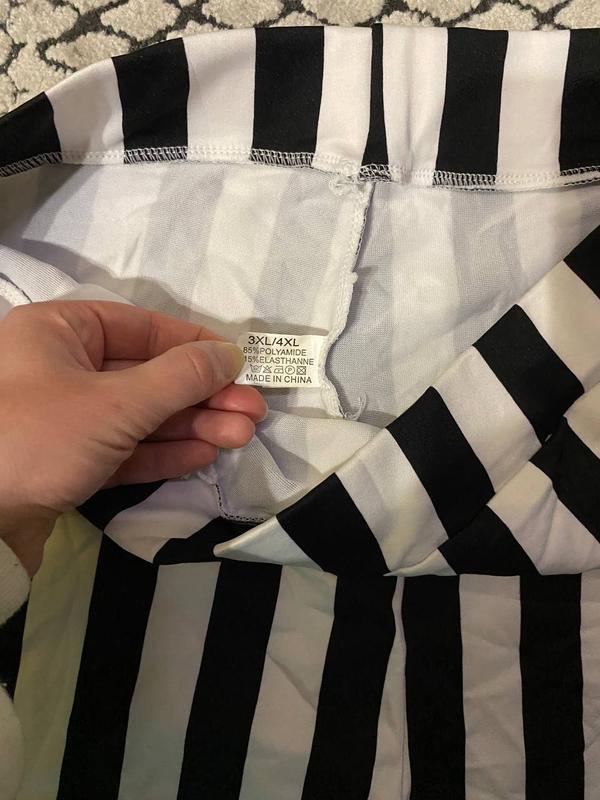 3XL/4XL
85%POLYAMIDE
15%ELASTHANNE
MADE IN CHINA